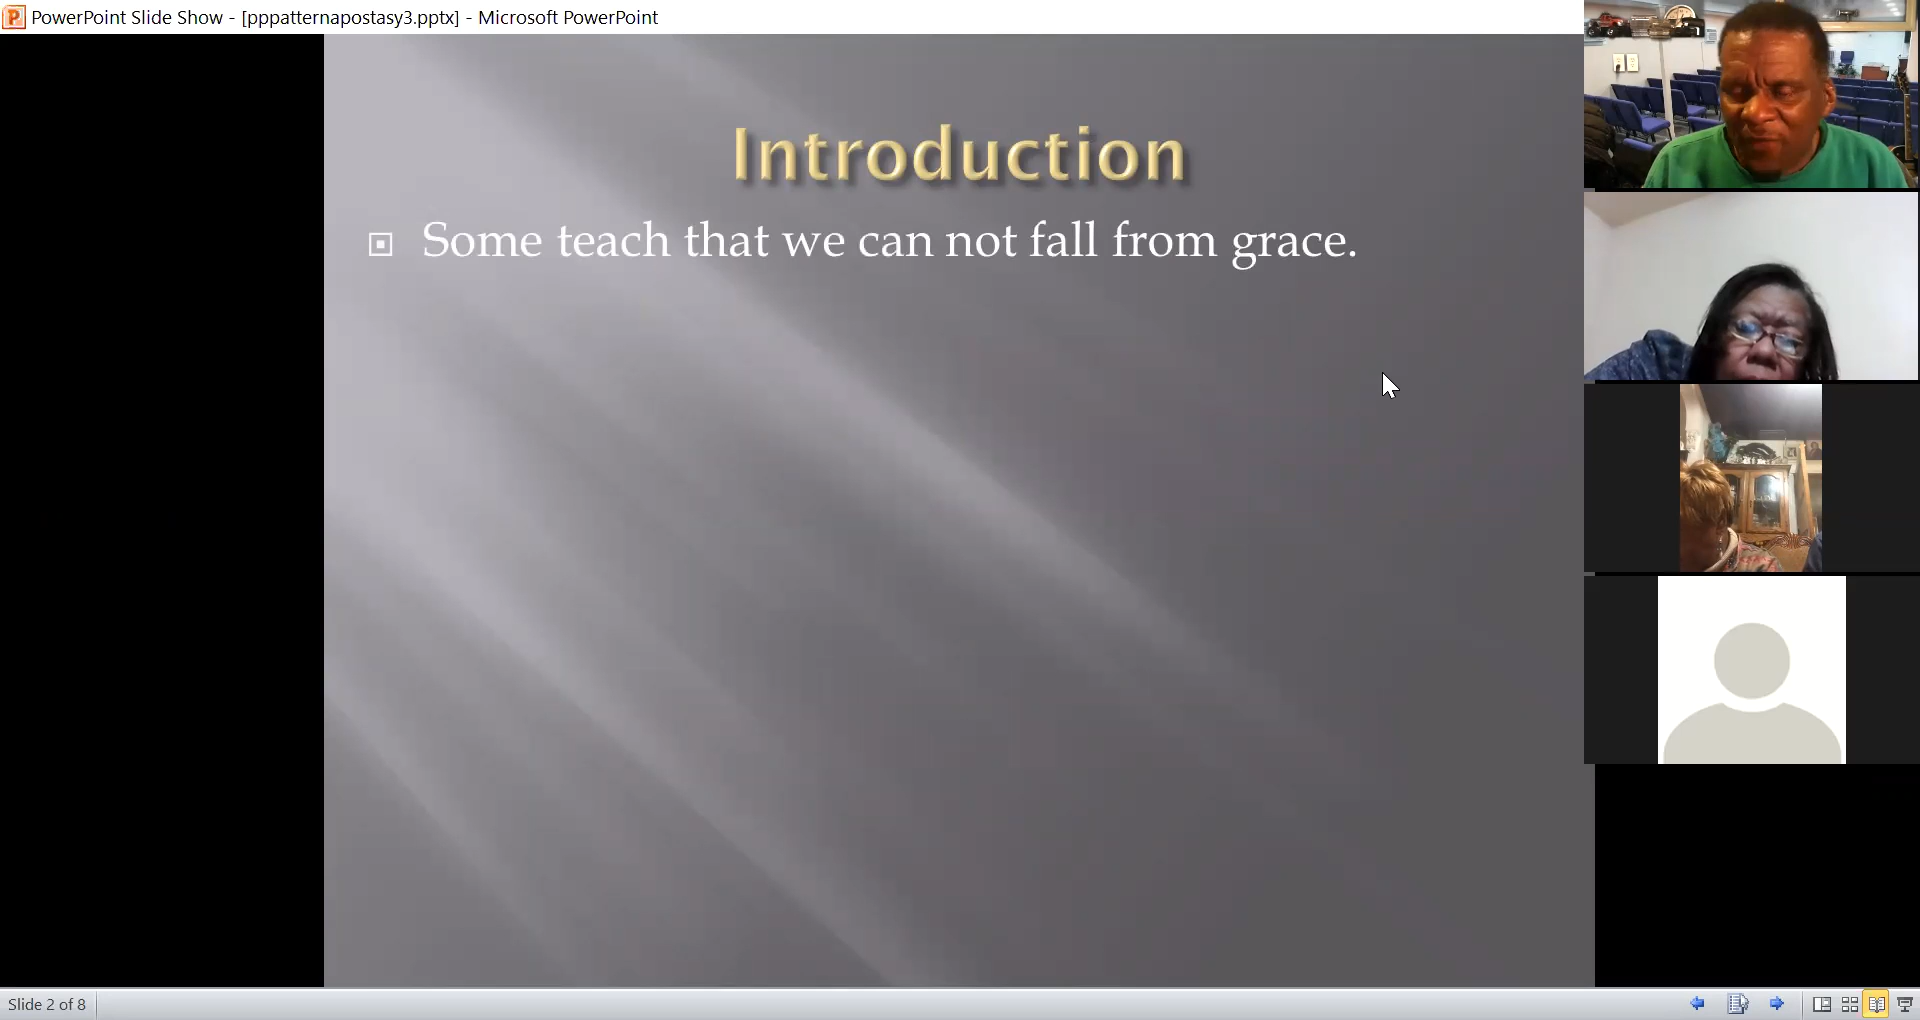 PowerPoint Slide Show - [pppatternapostasy3.pptx] - Microsoft PowerPoint
Introduction
Some teach that we can not fall from grace.
Slide 2 of 8